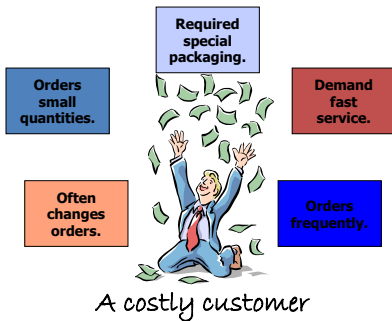 Required
special
packaging.
Orders
small
quantities.
Demand
fast
service.
Often
changes
orders.
Orders
frequently.
A costly customer